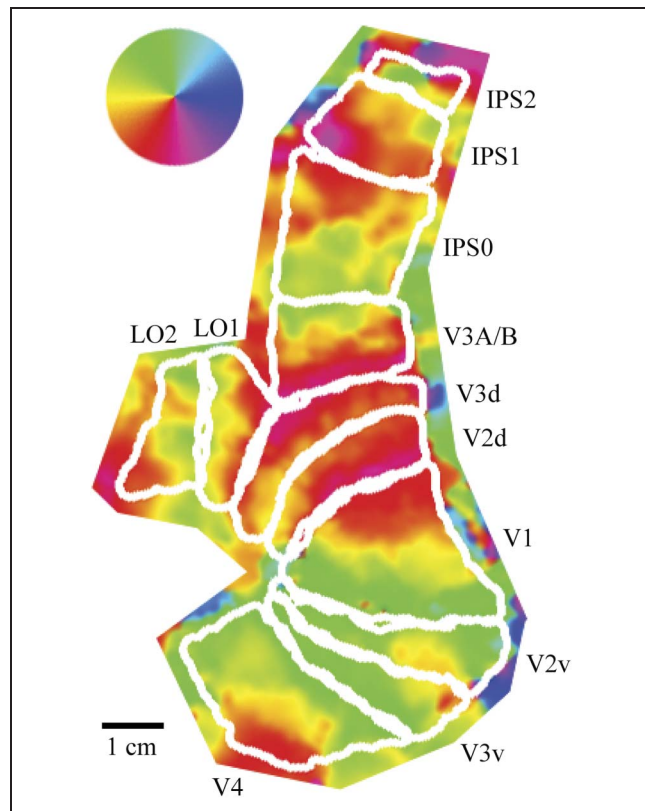 IPS2
IPS1
IPS0
LO2 LO1
V3A/B
V3d
V2d
V1
V2v
1 cm
V3v
V4